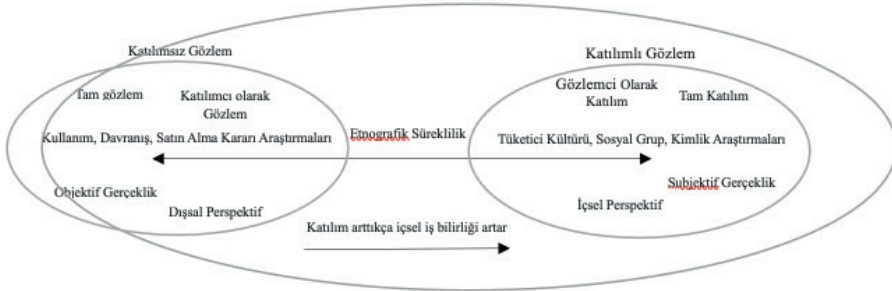 Katılımsız Gözlem
Katılımlı Gözlem
Tam gözlem
Katılımcı olarak
Gözlem
Gözlemci Olarak
Katılım
Tam Katılım
Kullanım, Davranış, Satın Alma Kararı Araştırmaları
Etnografik Süreklilik
Tüketici Kültürü, Sosyal Grup, Kimlik Araştırmaları
Objektif Gerçeklik
Dışsal Perspektif
Subjektif Gerçeklik
İçsel Perspektif
Katılım arttıkça içsel iş bilirliği artar